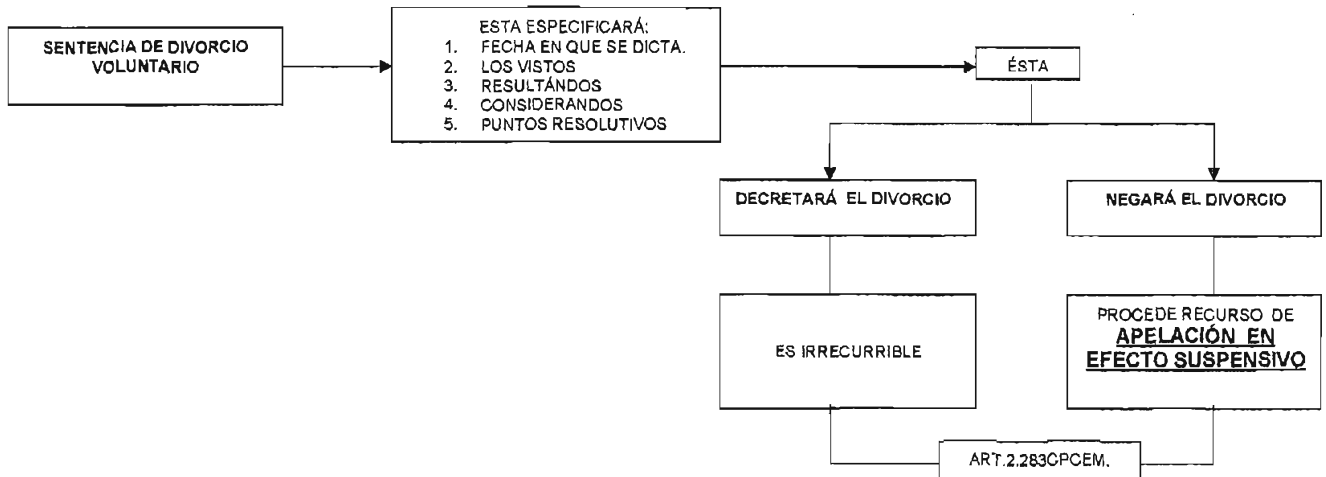 SENTENCIA DE DIVORCIO
VOLUNTARIO
ESTA ESPECIFICARÁ:
1. FECHA EN QUE SE DICTA.
2. LOS VISTOS
3. RESULTÁNDOS
4. CONSIDERANDOS
5. PUNTOS RESOLUTIVOS
ÉSTA
DECRETARÁ EL DIVORCIO
NEGARÁ EL DIVORCIO
ES IRRECURRIBLE
PROCEDE RECURSO DE
APELACIÓN EN
EFECTO SUSPENSIVO
ART.2.283CPCEM.